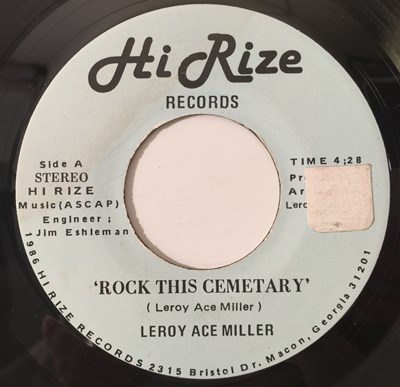 Hi Rize
RECORDS
Side A
STEREO
HI RIZE
Music(ASCAP)
Engineer ;
Jim Eshleman
TIME 4;28
'ROCK THIS CEMETARY'
( Leroy Ace Miller )
LEROY ACE MILLER
1986 HI RIZE RECORDS 2315 Bristol Dr. Macon, Georgia 31201